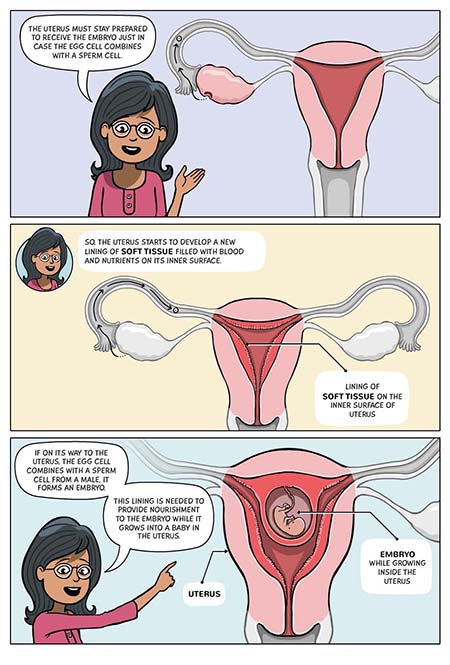 THE UTERUS MUST STAY PREPARED
TO RECEIVE THE EMBRYO JUST IN
CASE THE EGG CELL COMBINES
WITH A SPERM CELL.
SO, THE UTERUS STARTS TO DEVELOP A NEW
LINING OF SOFT TISSUE FILLED WITH BLOOD
AND NUTRIENTS ON ITS INNER SURFACE.
LINING OF
SOFT TISSUE ON THE
INNER SURFACE OF
UTERUS
IF ON ITS WAY TO THE
UTERUS, THE EGG CELL
COMBINES WITH A SPERM
CELL FROM A MALE, IT
FORMS AN EMBRYO.
THIS LINING IS NEEDED TO
PROVIDE NOURISHMENT
TO THE EMBRYO WHILE IT
GROWS INTO A BABY IN
THE UTERUS.
UTERUS
EMBRYO
WHILE GROWING
INSIDE THE
UTERUS